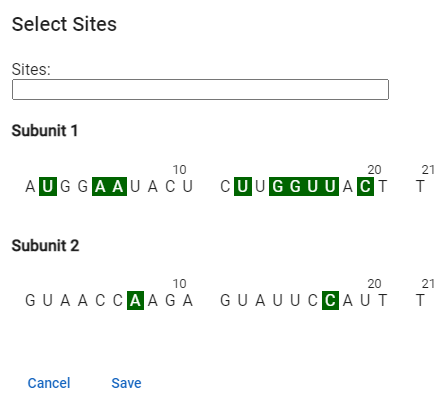 Select Sites
Sites:
Subunit 1
10 20 21
A U G G A A U A C U C U U G G U U A C T T
Subunit 2
10 20 21
G U A A C C A A G A G U A U U C C A U T T
Cancel Save